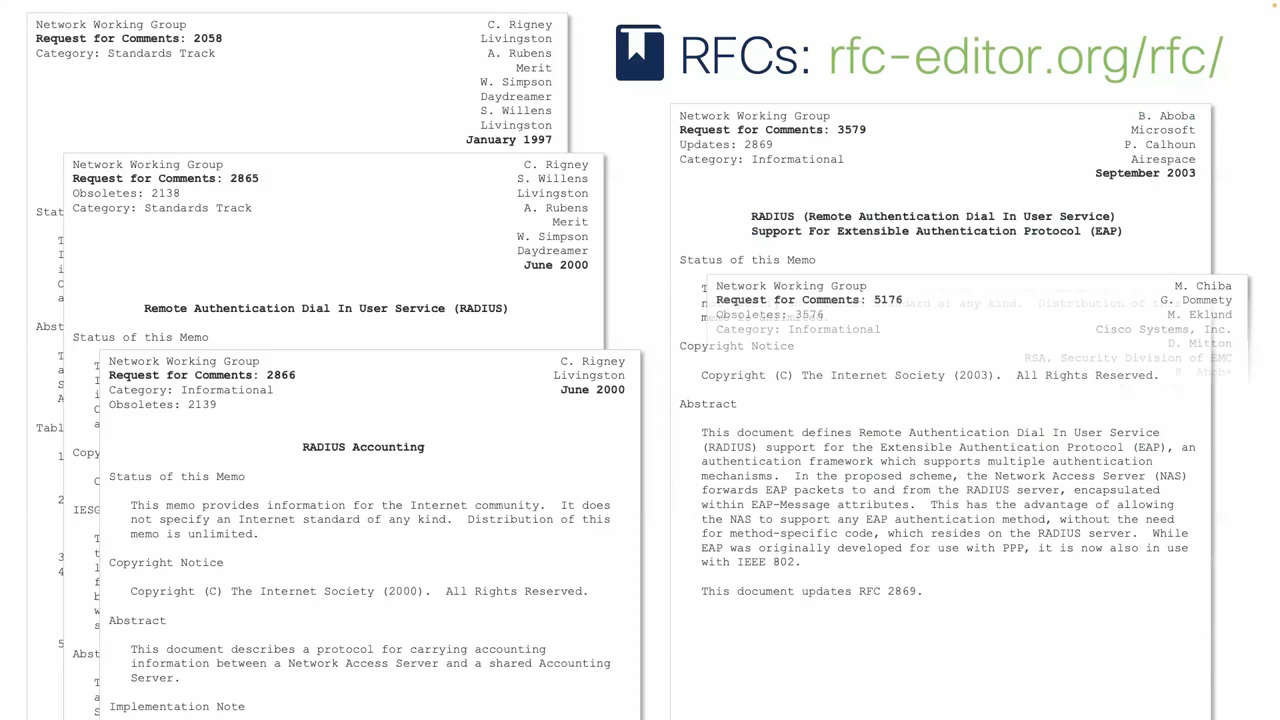 RFCs: rfc-editor.org/rfc/
Network Working Group
Request for Comments: 2058
Category: Standards Track
C. Rigney
Livingston
A. Rubens
Merit
W. Simpson
Daydreamer
S. Willens
Livingston
January 1997
Network Working Group
Request for Comments: 2865
Obsoletes: 2138
Category: Standards Track
C. Rigney
S. Willens
Livingston
A. Rubens
Merit
W. Simpson
Daydreamer
June 2000
Remote Authentication Dial In User Service (RADIUS)
Status of this Memo
Network Working Group
Request for Comments: 2866
Category: Informational
Obsoletes: 2139
C. Rigney
Livingston
June 2000
RADIUS Accounting
Status of this Memo
This memo provides information for the Internet community. It does
not specify an Internet standard of any kind. Distribution of this
memo is unlimited.
Copyright Notice
Copyright (C) The Internet Society (2000). All Rights Reserved.
Abstract
This document describes a protocol for carrying accounting
information between a Network Access Server and a shared Accounting
Server.
Implementation Note
Network Working Group
Request for Comments: 3579
Updates: 2869
Category: Informational
B. Aboba
Microsoft
P. Calhoun
Airespace
September 2003
RADIUS (Remote Authentication Dial In User Service)
Support For Extensible Authentication Protocol (EAP)
Status of this Memo
Network Working Group
Request for Comments: 5176
Obsoletes: 3576
Category: Informational
M. Chiba
G. Dommety
M. Eklund
Cisco Systems, Inc.
D. Mitton
RSA, Security Division of EMC
B. Aboba
Copyright Notice
Copyright (C) The Internet Society (2003). All Rights Reserved.
Abstract
This document defines Remote Authentication Dial In User Service
(RADIUS) support for the Extensible Authentication Protocol (EAP), an
authentication framework which supports multiple authentication
mechanisms. In the proposed scheme, the Network Access Server (NAS)
forwards EAP packets to and from the RADIUS server, encapsulated
within EAP-Message attributes. This has the advantage of allowing
the NAS to support any EAP authentication method, without the need
for method-specific code, which resides on the RADIUS server. While
EAP was originally developed for use with PPP, it is now also in use
with IEEE 802.
This document updates RFC 2869.